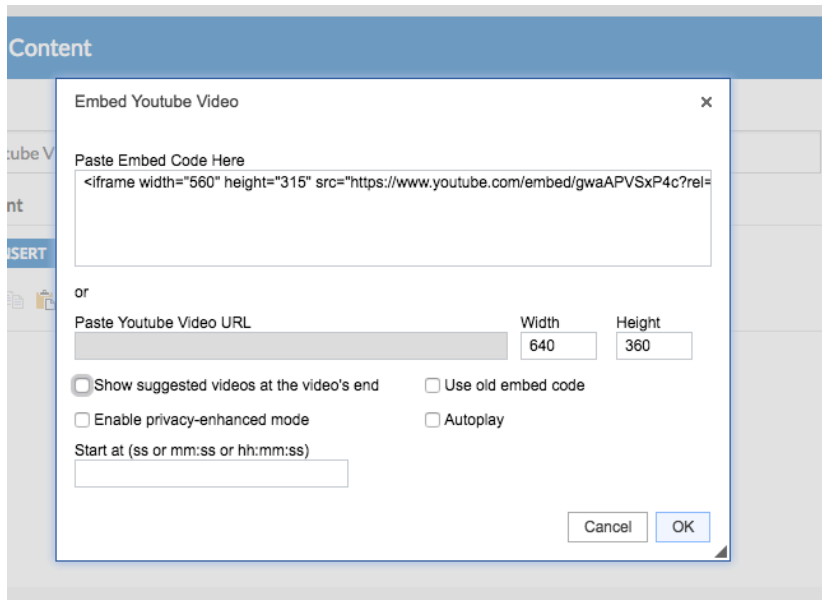 Content
Embed Youtube Video
×
tube V
Paste Embed Code Here
<iframe width="560" height="315" src="https://www.youtube.com/embed/gwaAPVSxP4c?rel=
nt
NSERT
or
Paste Youtube Video URL
Width
Height
640
360
Show suggested videos at the video's end
Use old embed code
Enable privacy-enhanced mode
Autoplay
Start at (ss or mm:ss or hh:mm:ss)
Cancel
OK